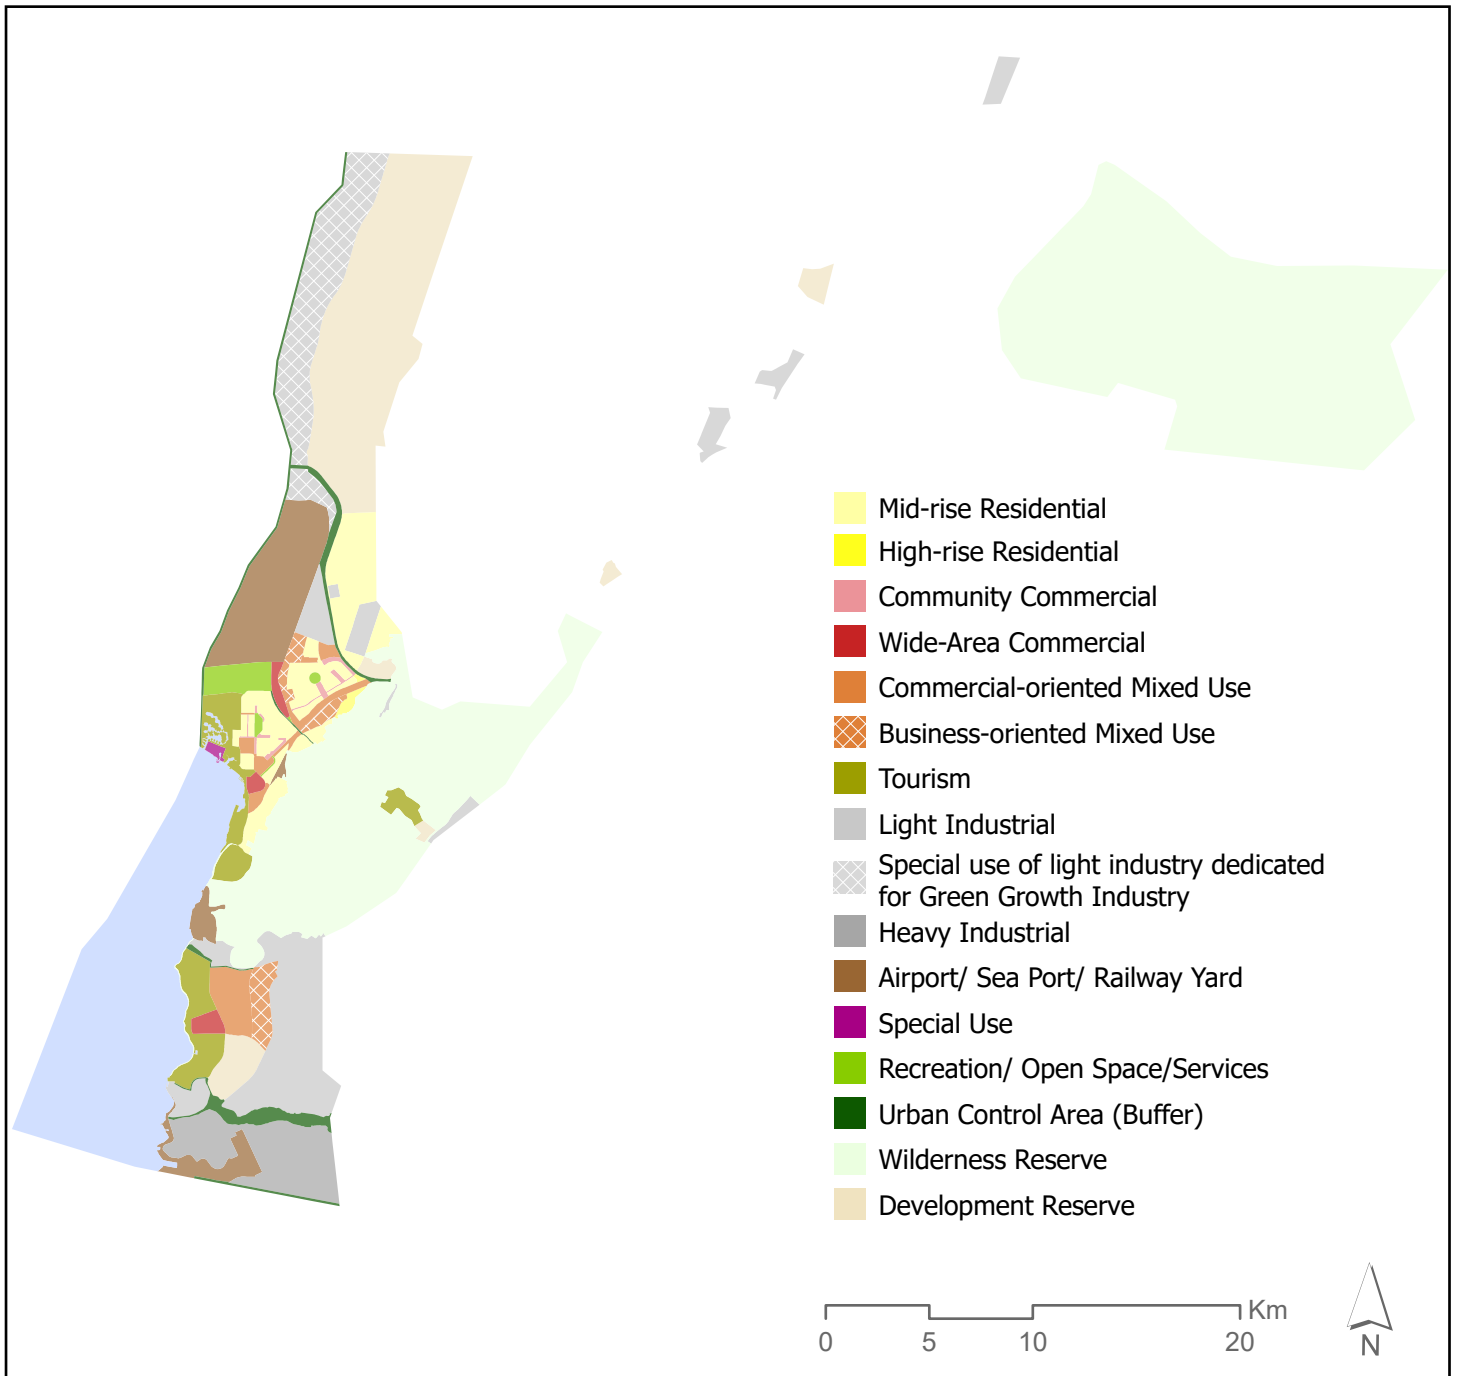 Mid-rise Residential
High-rise Residential
Community Commercial
Wide-Area Commercial
Commercial-oriented Mixed Use
Business-oriented Mixed Use
Tourism
Light Industrial
Special use of light industry dedicated
for Green Growth Industry
Heavy Industrial
Airport/ Sea Port/ Railway Yard
Special Use
Recreation/ Open Space/Services
Urban Control Area (Buffer)
Wilderness Reserve
Development Reserve
Km
0 5 10 20
N